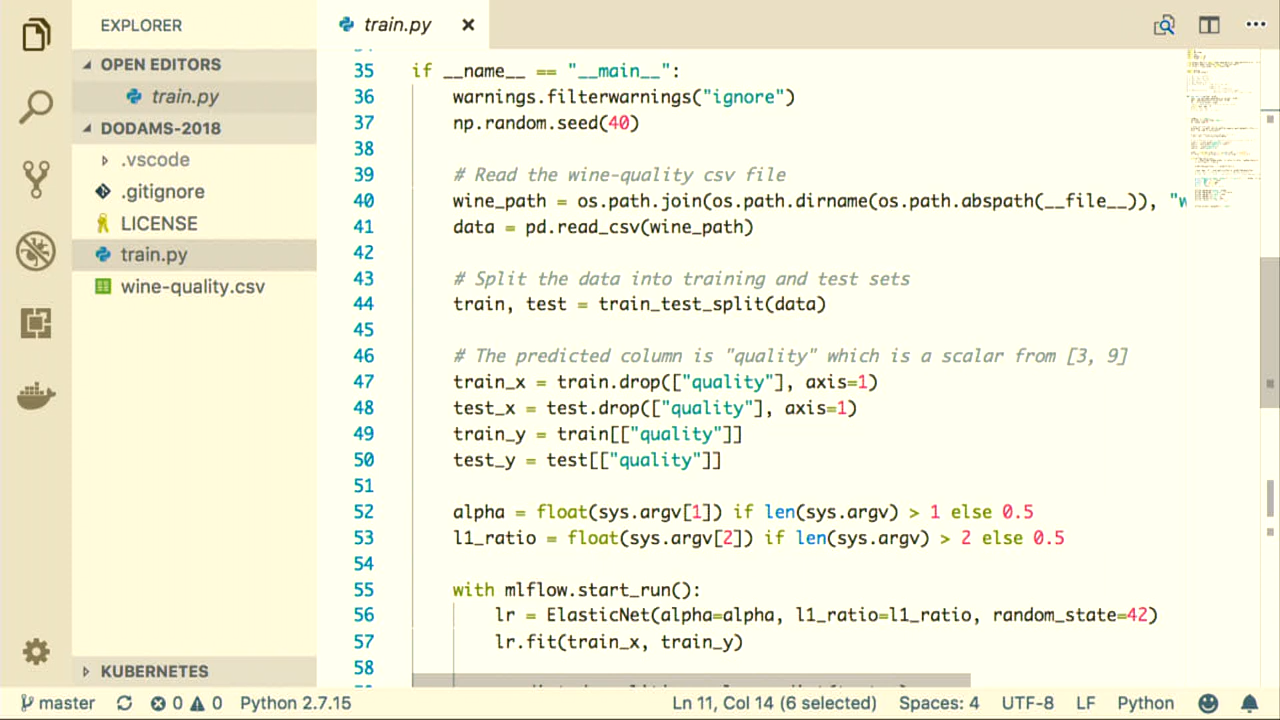 EXPLORER
OPEN EDITORS
train.py
DODAMS-2018
.vscode
.gitignore
LICENSE
train.py
wine-quality.csv
KUBERNETES
train.py
35 if __name__ == "__main__":
36 warnings.filterwarnings("ignore")
37 np.random.seed(40)
38
39 # Read the wine-quality csv file
40 wine_path = os.path.join(os.path.dirname(os.path.abspath(__file__)), "w
41 data = pd.read_csv(wine_path)
42
43 # Split the data into training and test sets
44 train, test = train_test_split(data)
45
46 # The predicted column is "quality" which is a scalar from [3, 9]
47 train_x = train.drop(["quality"], axis=1)
48 test_x = test.drop(["quality"], axis=1)
49 train_y = train[["quality"]]
50 test_y = test[["quality"]]
51
52 alpha = float(sys.argv[1]) if len(sys.argv) > 1 else 0.5
53 l1_ratio = float(sys.argv[2]) if len(sys.argv) > 2 else 0.5
54
55 with mlflow.start_run():
56 lr = ElasticNet(alpha=alpha, l1_ratio=l1_ratio, random_state=42)
57 lr.fit(train_x, train_y)
58
master 0 0 Python 2.7.15 Ln 11, Col 14 (6 selected) Spaces: 4 UTF-8 LF Python